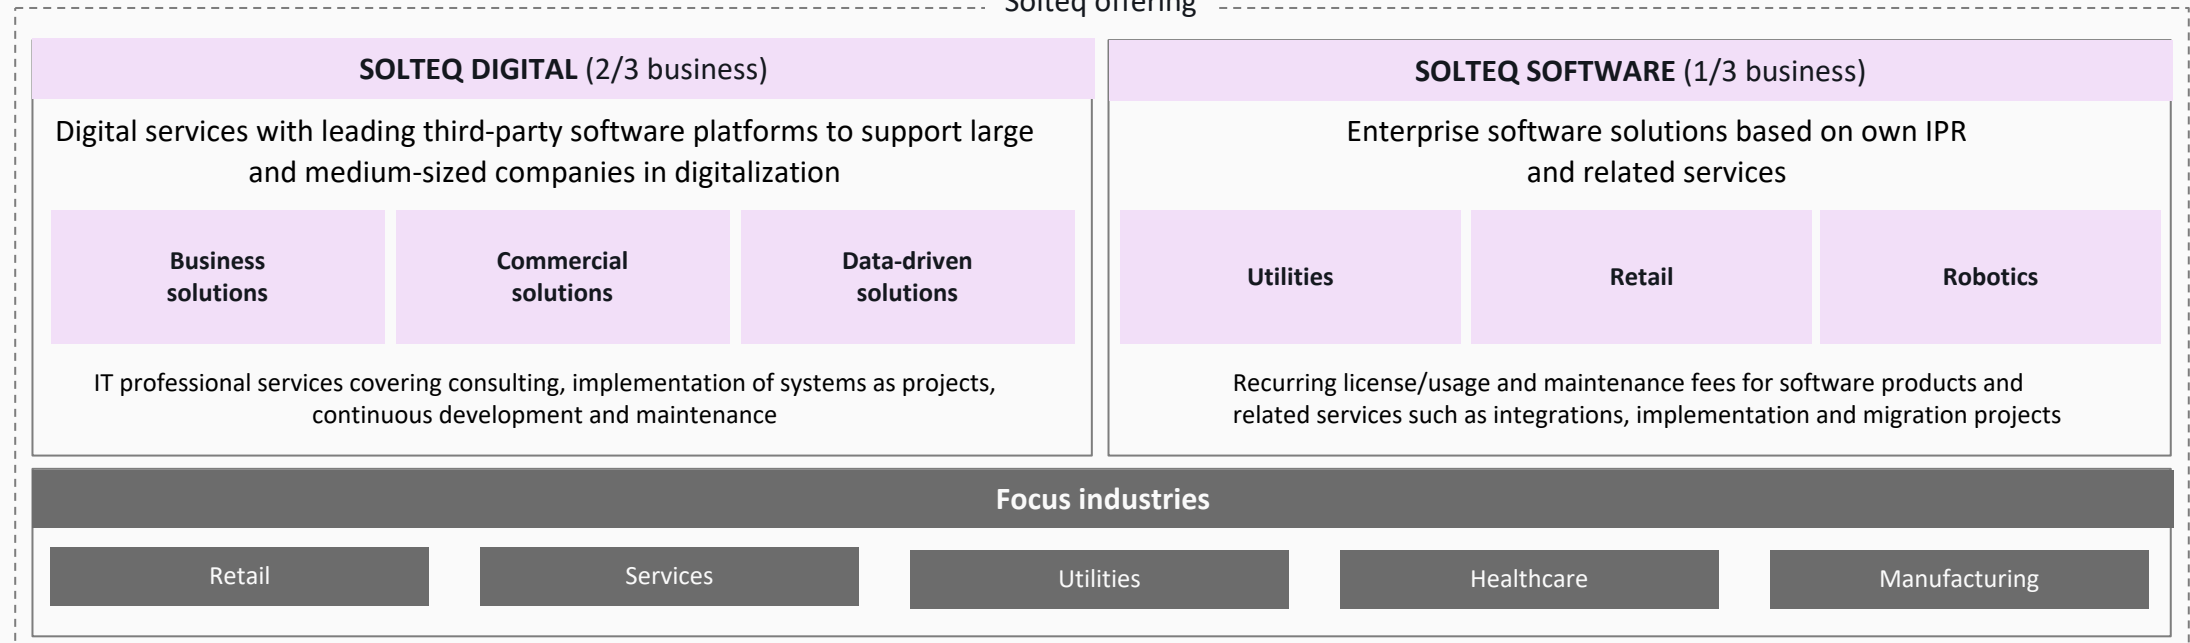 Solteq offering
SOLTEQ DIGITAL (2/3 business)
Digital services with leading third-party software platforms to support large
and medium-sized companies in digitalization
Business
solutions
Commercial
solutions
Data-driven
solutions
IT professional services covering consulting, implementation of systems as projects,
continuous development and maintenance
SOLTEQ SOFTWARE (1/3 business)
Enterprise software solutions based on own IPR
and related services
Utilities
Retail
Robotics
Recurring license/usage and maintenance fees for software products and
related services such as integrations, implementation and migration projects
Focus industries
Retail
Services
Utilities
Healthcare
Manufacturing